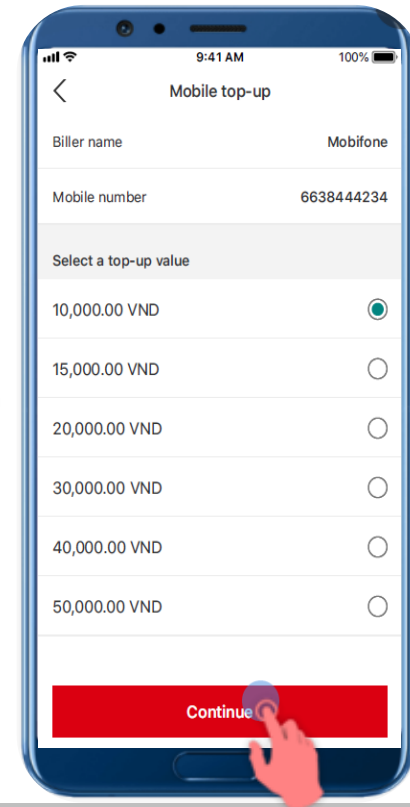 9:41 AM 100%
Mobile top-up
Biller name Mobifone
Mobile number 6638444234
Select a top-up value
10,000.00 VND
15,000.00 VND
20,000.00 VND
30,000.00 VND
40,000.00 VND
50,000.00 VND
Continue